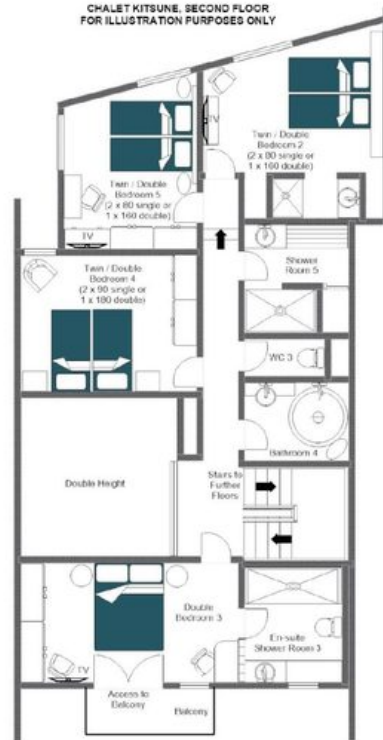 CHALET KITSUNE, SECOND FLOOR
FOR ILLUSTRATION PURPOSES ONLY
TV
Twin / Double
Bedroom 2
(2 x 80 single or
1 x 160 double)
Twin / Double
Bedroom 5
(2 x 80 single or
1 x 160 double)
TV
Shower
Room 5
Twin / Double
Bedroom 4
(2 x 90 single or
1 x 180 double)
WC 3
Bathroom 4
Double Height
Stairs to
Further
Floors
Double
Bedroom 3
En-suite
Shower Room 3
TV
Access to
Balcony
Balcony